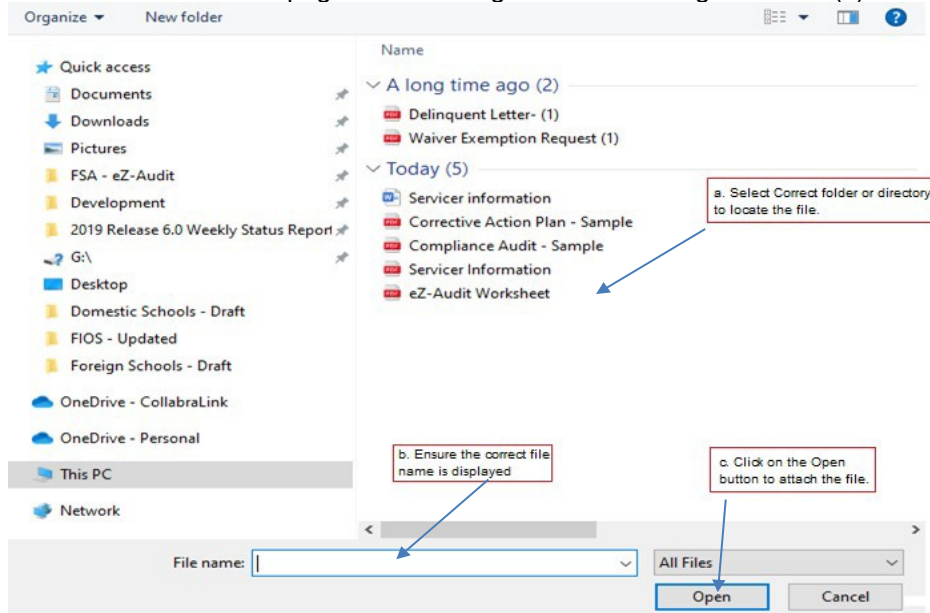 Organize New folder
Quick access
Documents
Downloads
Pictures
FSA - eZ-Audit
Development
2019 Release 6.0 Weekly Status Report
G:\
Desktop
Domestic Schools - Draft
FIOS - Updated
Foreign Schools - Draft
OneDrive - CollabraLink
OneDrive - Personal
This PC
Network
Name
A long time ago (2)
Delinquent Letter- (1)
Waiver Exemption Request (1)
Today (5)
Servicer information
Corrective Action Plan - Sample
Compliance Audit - Sample
Servicer Information
eZ-Audit Worksheet
a. Select Correct folder or directory
to locate the file.
b. Ensure the correct file
name is displayed
c. Click on the Open
button to attach the file.
File name:
All Files
Open Cancel